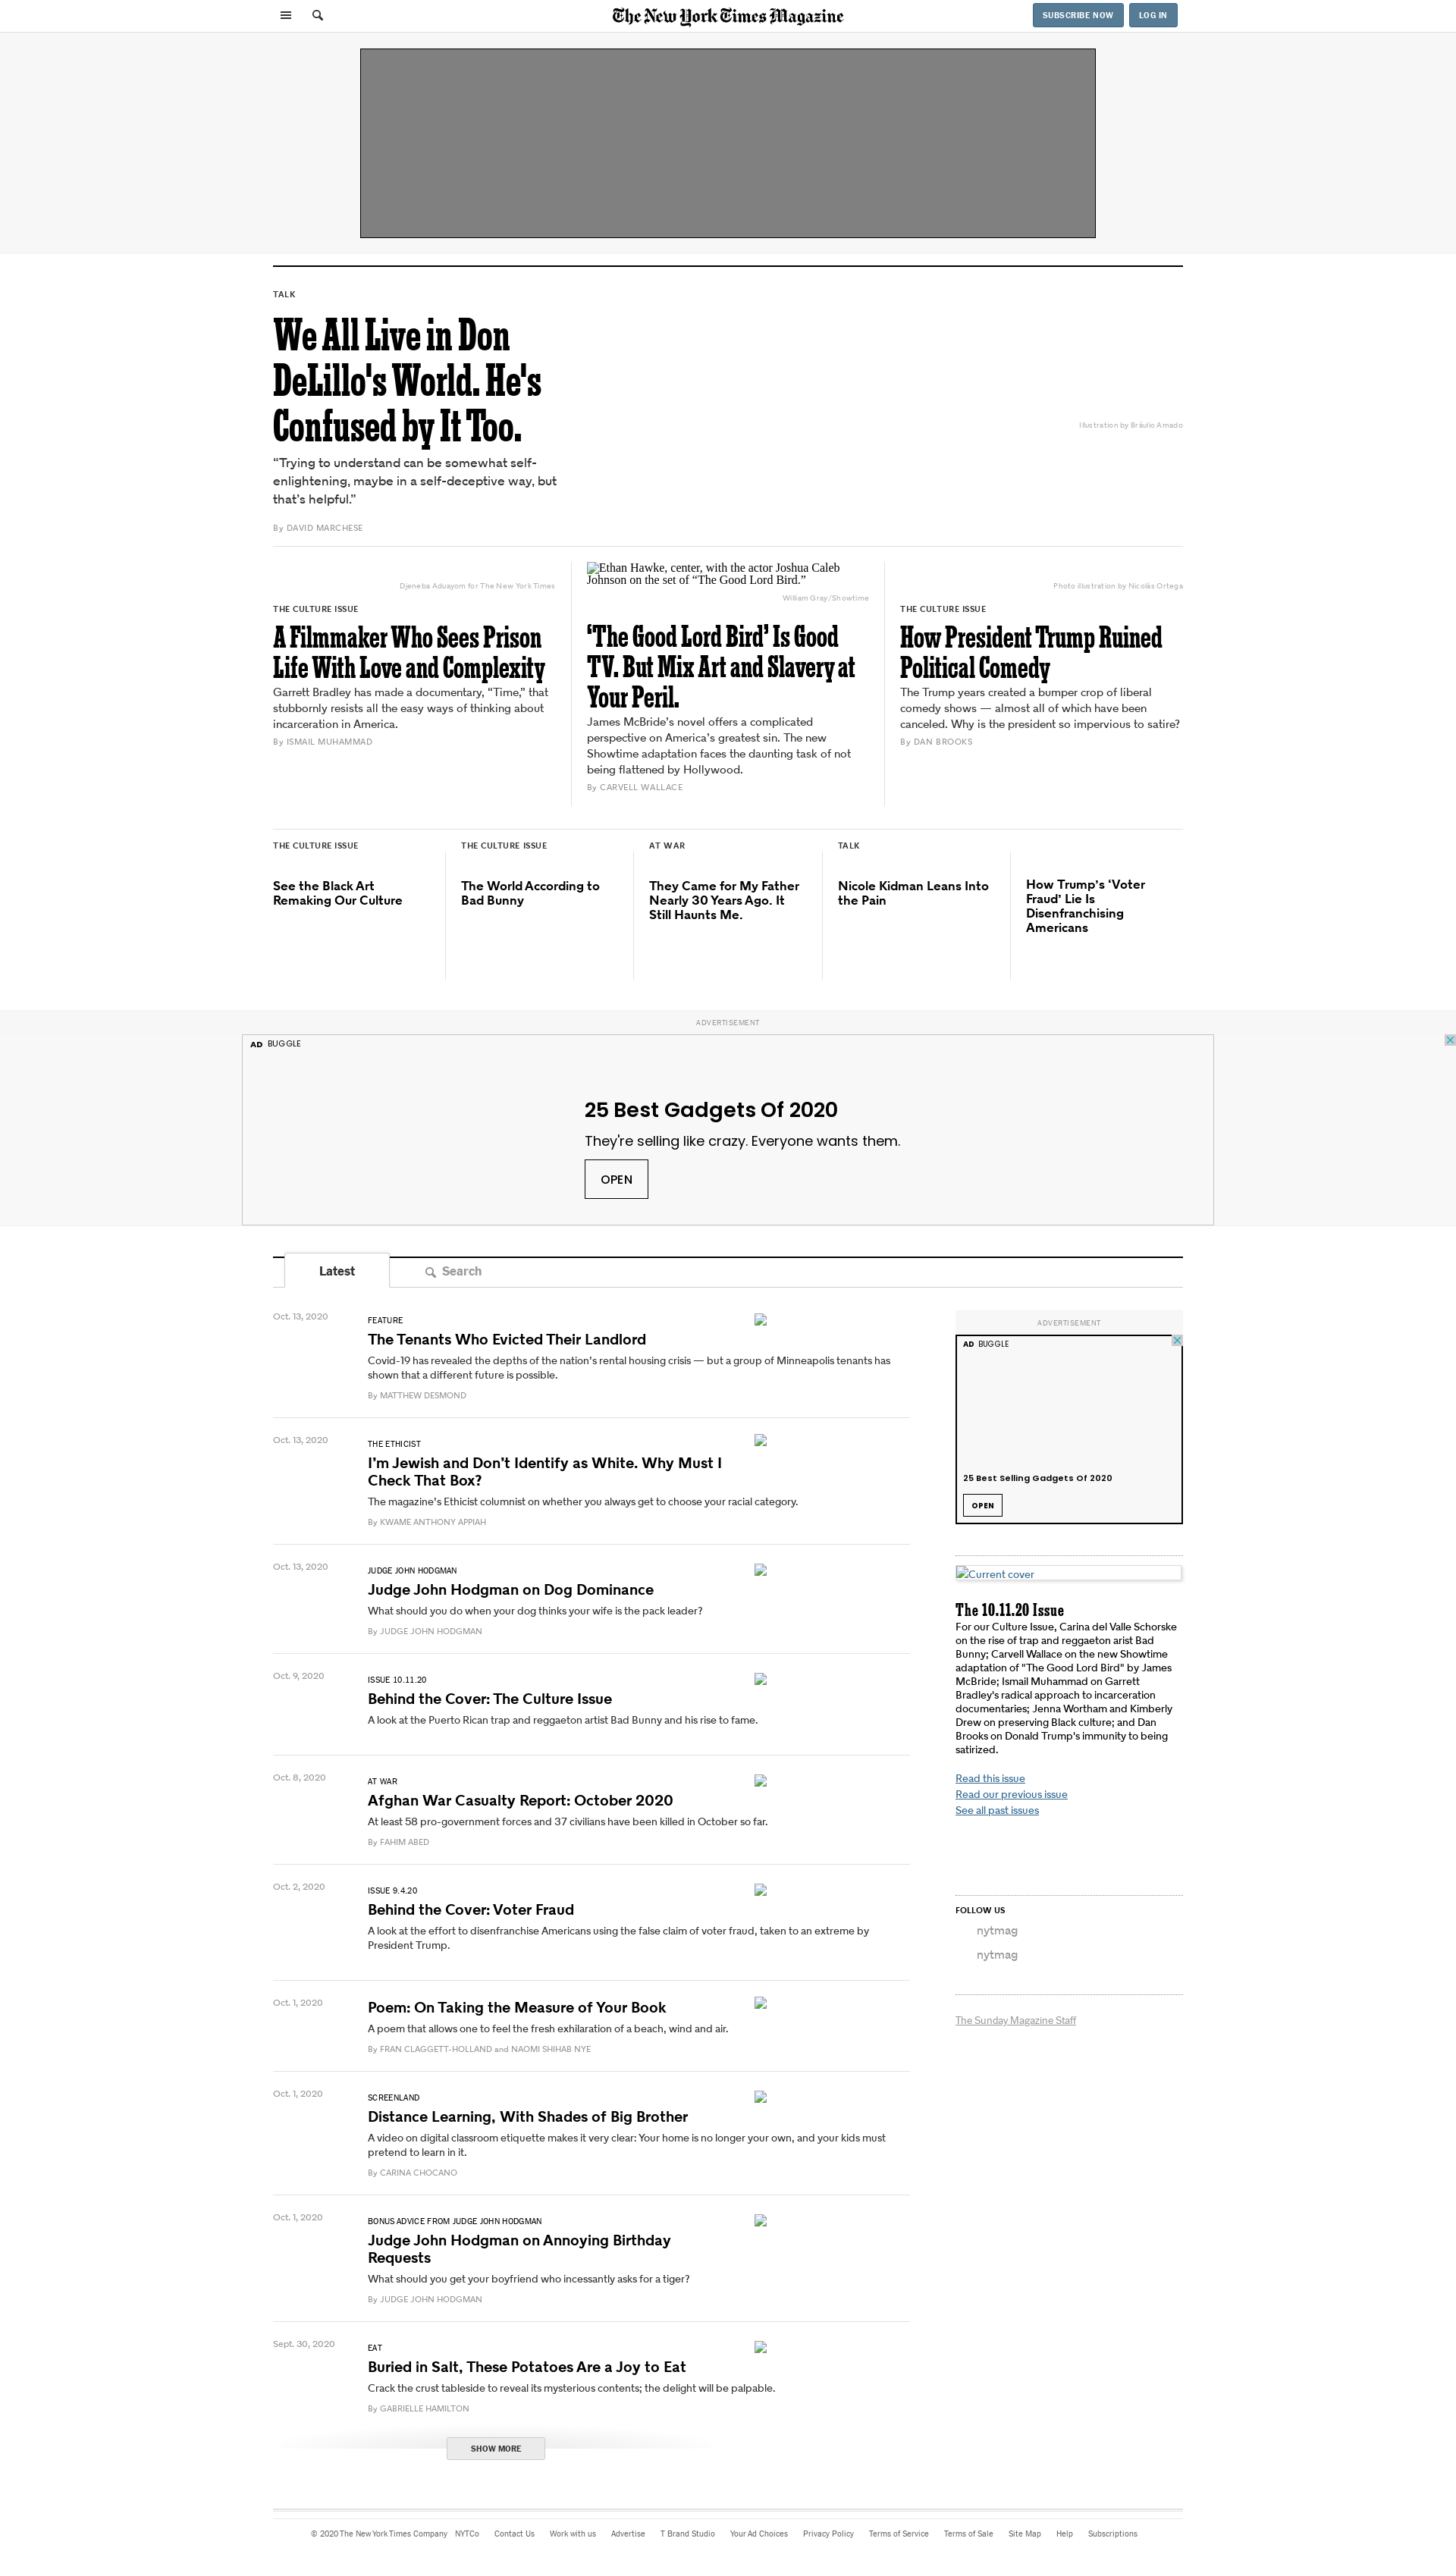 The New York Times Magazine
SUBSCRIBE NOW
LOG IN
TALK
We All Live in Don
DeLillo's World. He's
Confused by It Too.
“Trying to understand can be somewhat self-
enlightening, maybe in a self-deceptive way, but
that’s helpful.”
By DAVID MARCHESE
Illustration by Bráulio Amado
Djeneba Aduayom for The New York Times
THE CULTURE ISSUE
A Filmmaker Who Sees Prison
Life With Love and Complexity
Garrett Bradley has made a documentary, “Time,” that
stubbornly resists all the easy ways of thinking about
incarceration in America.
By ISMAIL MUHAMMAD
Ethan Hawke, center, with the actor Joshua Caleb
Johnson on the set of “The Good Lord Bird.”
William Gray/Showtime
‘The Good Lord Bird’ Is Good
TV. But Mix Art and Slavery at
Your Peril.
James McBride’s novel offers a complicated
perspective on America’s greatest sin. The new
Showtime adaptation faces the daunting task of not
being flattened by Hollywood.
By CARVELL WALLACE
Photo illustration by Nicolás Ortega
THE CULTURE ISSUE
How President Trump Ruined
Political Comedy
The Trump years created a bumper crop of liberal
comedy shows — almost all of which have been
canceled. Why is the president so impervious to satire?
By DAN BROOKS
THE CULTURE ISSUE
See the Black Art
Remaking Our Culture
THE CULTURE ISSUE
The World According to
Bad Bunny
AT WAR
They Came for My Father
Nearly 30 Years Ago. It
Still Haunts Me.
TALK
Nicole Kidman Leans Into
the Pain
How Trump’s ‘Voter
Fraud’ Lie Is
Disenfranchising
Americans
ADVERTISEMENT
AD BUGGLE
25 Best Gadgets Of 2020
They're selling like crazy. Everyone wants them.
OPEN
Latest
Search
Oct. 13, 2020
FEATURE
The Tenants Who Evicted Their Landlord
Covid-19 has revealed the depths of the nation’s rental housing crisis — but a group of Minneapolis tenants has
shown that a different future is possible.
By MATTHEW DESMOND
Oct. 13, 2020
THE ETHICIST
I’m Jewish and Don’t Identify as White. Why Must I
Check That Box?
The magazine’s Ethicist columnist on whether you always get to choose your racial category.
By KWAME ANTHONY APPIAH
Oct. 13, 2020
JUDGE JOHN HODGMAN
Judge John Hodgman on Dog Dominance
What should you do when your dog thinks your wife is the pack leader?
By JUDGE JOHN HODGMAN
Oct. 9, 2020
ISSUE 10.11.20
Behind the Cover: The Culture Issue
A look at the Puerto Rican trap and reggaeton artist Bad Bunny and his rise to fame.
Oct. 8, 2020
AT WAR
Afghan War Casualty Report: October 2020
At least 58 pro-government forces and 37 civilians have been killed in October so far.
By FAHIM ABED
Oct. 2, 2020
ISSUE 9.4.20
Behind the Cover: Voter Fraud
A look at the effort to disenfranchise Americans using the false claim of voter fraud, taken to an extreme by
President Trump.
Oct. 1, 2020
Poem: On Taking the Measure of Your Book
A poem that allows one to feel the fresh exhilaration of a beach, wind and air.
By FRAN CLAGGETT-HOLLAND and NAOMI SHIHAB NYE
Oct. 1, 2020
SCREENLAND
Distance Learning, With Shades of Big Brother
A video on digital classroom etiquette makes it very clear: Your home is no longer your own, and your kids must
pretend to learn in it.
By CARINA CHOCANO
Oct. 1, 2020
BONUS ADVICE FROM JUDGE JOHN HODGMAN
Judge John Hodgman on Annoying Birthday
Requests
What should you get your boyfriend who incessantly asks for a tiger?
By JUDGE JOHN HODGMAN
Sept. 30, 2020
EAT
Buried in Salt, These Potatoes Are a Joy to Eat
Crack the crust tableside to reveal its mysterious contents; the delight will be palpable.
By GABRIELLE HAMILTON
SHOW MORE
ADVERTISEMENT
AD BUGGLE
25 Best Selling Gadgets Of 2020
OPEN
Current cover
The 10.11.20 Issue
For our Culture Issue, Carina del Valle Schorske
on the rise of trap and reggaeton arist Bad
Bunny; Carvell Wallace on the new Showtime
adaptation of "The Good Lord Bird" by James
McBride; Ismail Muhammad on Garrett
Bradley's radical approach to incarceration
documentaries; Jenna Wortham and Kimberly
Drew on preserving Black culture; and Dan
Brooks on Donald Trump's immunity to being
satirized.
Read this issue
Read our previous issue
See all past issues
FOLLOW US
nytmag
nytmag
The Sunday Magazine Staff
© 2020 The New York Times Company NYTCo Contact Us Work with us Advertise T Brand Studio Your Ad Choices Privacy Policy Terms of Service Terms of Sale Site Map Help Subscriptions